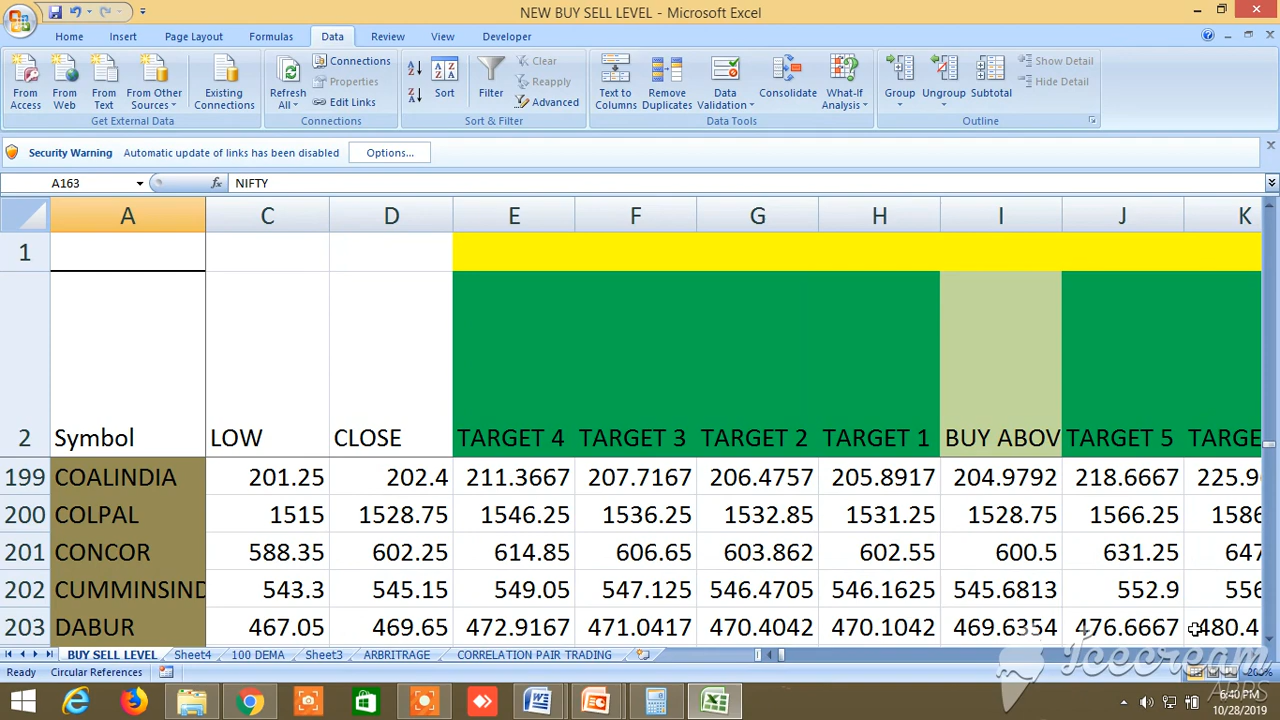 NEW BUY SELL LEVEL - Microsoft Excel
Home Insert Page Layout Formulas Data Review View Developer
From Access
From Web
From Text
From Other Sources
Existing Connections
Get External Data
Refresh All
Connections
Properties
Edit Links
Connections
Sort
Filter
Clear
Reapply
Advanced
Sort & Filter
Text to Columns
Remove Duplicates
Data Validation
Consolidate
What-If Analysis
Data Tools
Group
Ungroup
Subtotal
Show Detail
Hide Detail
Outline
Security Warning Automatic update of links has been disabled Options...
A163 fx NIFTY
A C D E F G H I J K
1
2 Symbol LOW CLOSE TARGET 4 TARGET 3 TARGET 2 TARGET 1 BUY ABOV TARGET 5 TARGE
199 COALINDIA 201.25 202.4 211.3667 207.7167 206.4757 205.8917 204.9792 218.6667 225.9
200 COLPAL 1515 1528.75 1546.25 1536.25 1532.85 1531.25 1528.75 1566.25 1586
201 CONCOR 588.35 602.25 614.85 606.65 603.862 602.55 600.5 631.25 647
202 CUMMINSIND 543.3 545.15 549.05 547.125 546.4705 546.1625 545.6813 552.9 556
203 DABUR 467.05 469.65 472.9167 471.0417 470.4042 470.1042 469.6354 476.6667 480.4
BUY SELL LEVEL Sheet4 100 DEMA Sheet3 ARBRITRAGE CORRELATION PAIR TRADING
Ready Circular References 200%
Icecream
APPS
6:40 PM
10/28/2019